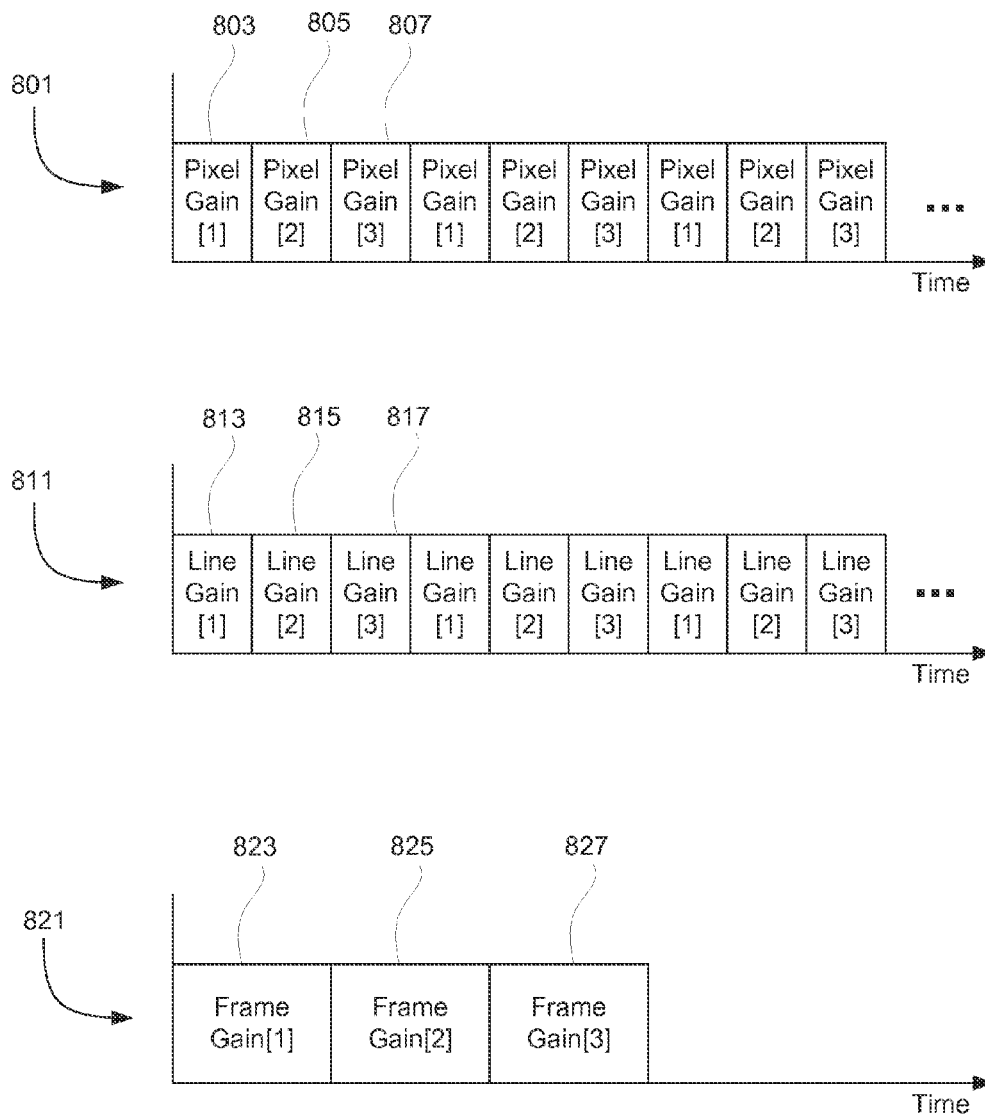 803 805 807
801
Pixel Pixel Pixel Pixel Pixel Pixel Pixel Pixel Pixel
Gain Gain Gain Gain Gain Gain Gain Gain Gain
[1] [2] [3] [1] [2] [3] [1] [2] [3] ...
Time
813 815 817
811
Line Line Line Line Line Line Line Line Line
Gain Gain Gain Gain Gain Gain Gain Gain Gain
[1] [2] [3] [1] [2] [3] [1] [2] [3] ...
Time
823 825 827
821
Frame Frame Frame
Gain[1] Gain[2] Gain[3]
Time